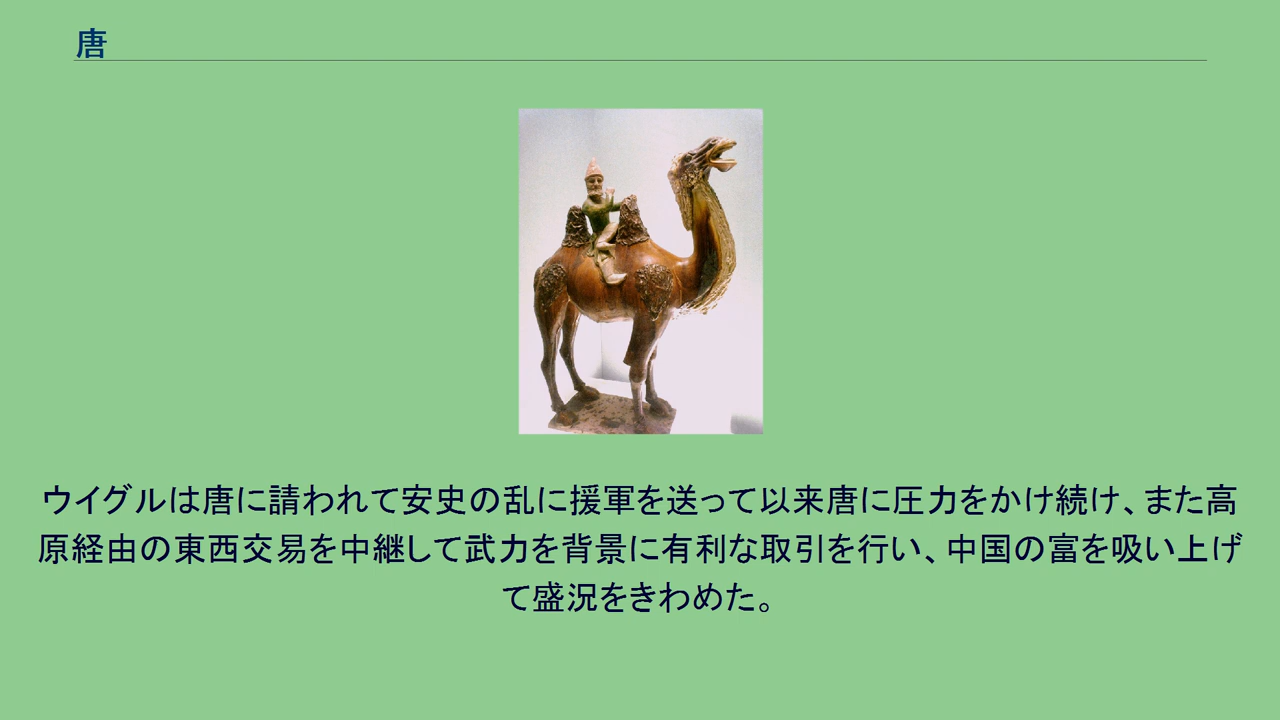 唐
ウイグルは唐に請われて安史の乱に援軍を送って以来唐に圧力をかけ続け、また高
原経由の東西交易を中継して武力を背景に有利な取引を行い、中国の富を吸い上げ
て盛況をきわめた。